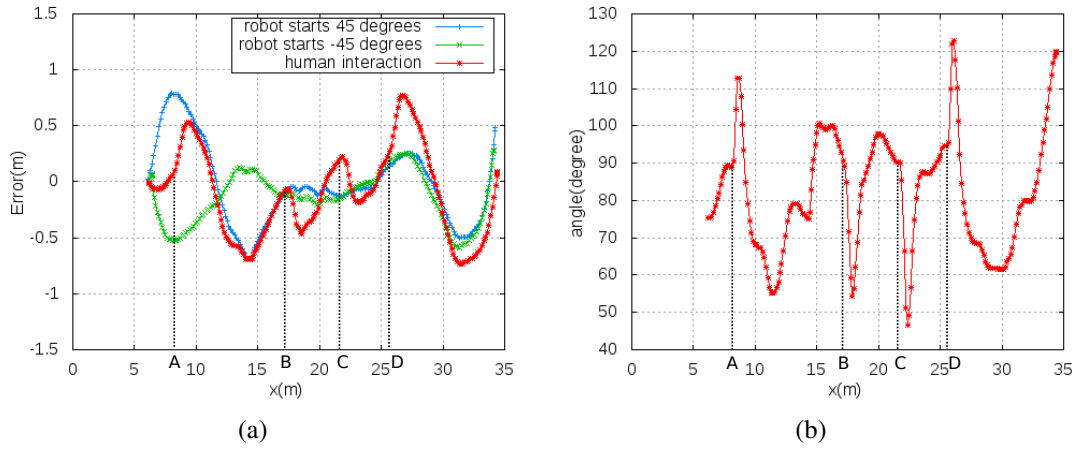 robot starts 45 degrees
robot starts -45 degrees
human interaction
Error(m)
1.5
1
0.5
0
-0.5
-1
-1.5
0 5 10 15 20 25 30 35
A B C D
x(m)
(a)
angle(degree)
130
120
110
100
90
80
70
60
50
40
0 5 10 15 20 25 30 35
A B C D
x(m)
(b)